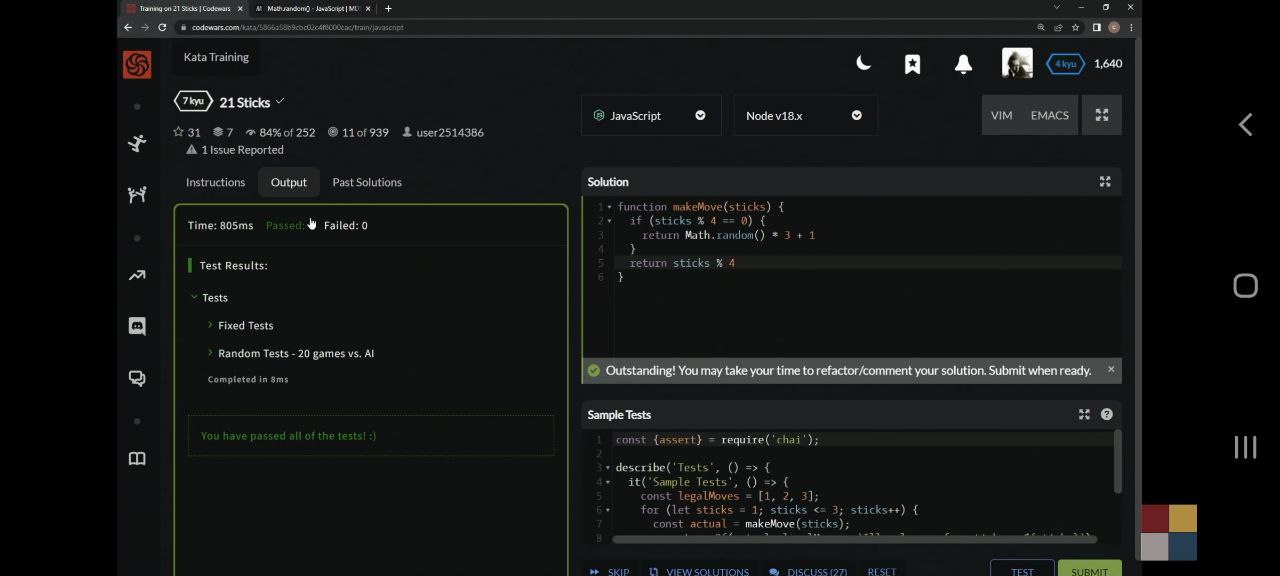 Training on 21 Sticks | Codewars
Math.random() - JavaScript | MD
codewars.com/kata/5866a58b9cbc02c4f8000cac/train/javascript
Kata Training
4 kyu 1,640
7 kyu 21 Sticks
31 7 84% of 252 11 of 939 user2514386
1 Issue Reported
JavaScript Node v18.x VIM EMACS
Instructions Output Past Solutions
Time: 805ms Passed: Failed: 0
Test Results:
Tests
Fixed Tests
Random Tests - 20 games vs. AI
Completed in 8ms
You have passed all of the tests! :)
Solution
1 function makeMove(sticks) {
2 if (sticks % 4 == 0) {
3 return Math.random() * 3 + 1
4 }
5 return sticks % 4
6 }
Outstanding! You may take your time to refactor/comment your solution. Submit when ready.
Sample Tests
1 const {assert} = require('chai');
2
3 describe('Tests', () => {
4 it('Sample Tests', () => {
5 const legalMoves = [1, 2, 3];
6 for (let sticks = 1; sticks <= 3; sticks++) {
7 const actual = makeMove(sticks);
8
SKIP VIEW SOLUTIONS DISCUSS (27) RESET TEST SUBMIT